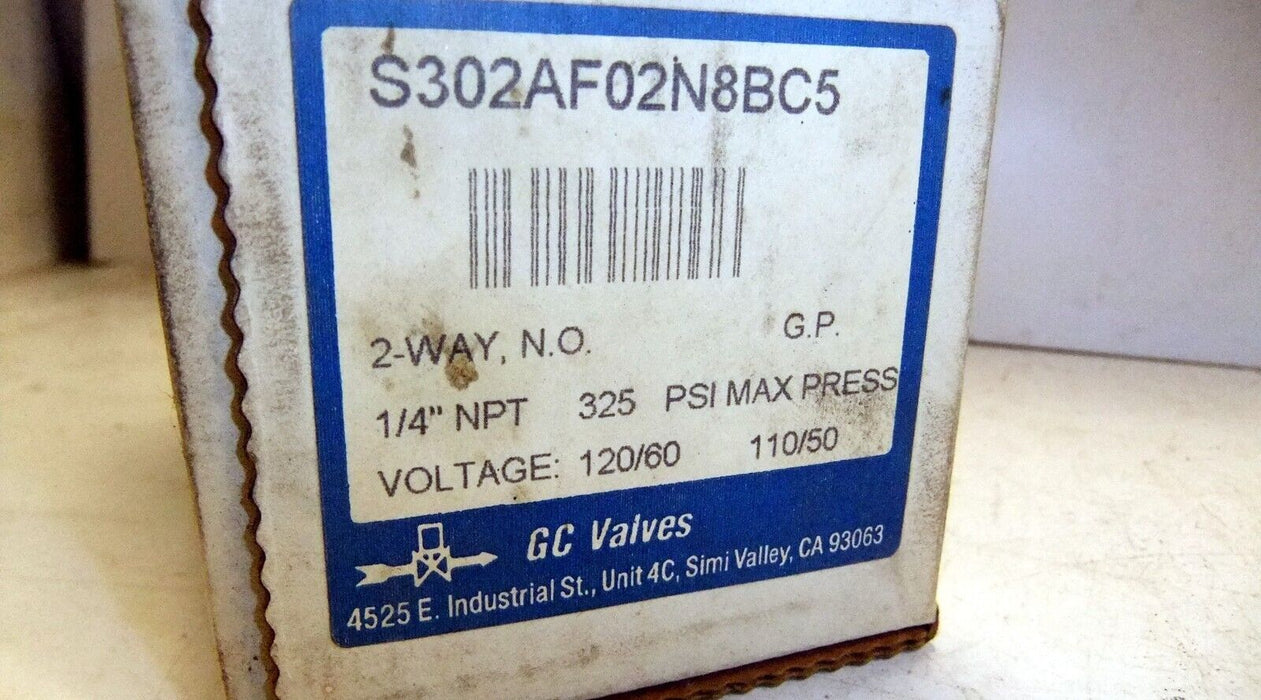 S302AF02N8BC5
2-WAY, N.O. G.P.
1/4" NPT 325 PSI MAX PRESS
VOLTAGE: 120/60 110/50
GC Valves
4525 E. Industrial St., Unit 4C, Simi Valley, CA 93063